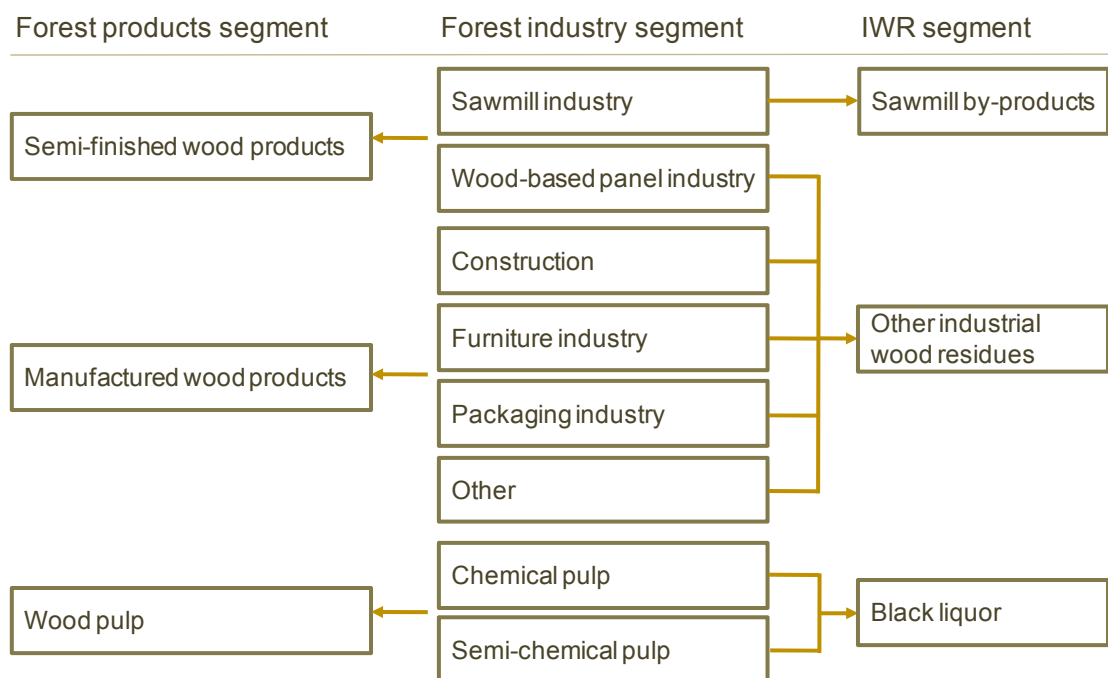 Forest products segment
Forest industry segment
IWR segment
Sawmill industry
Sawmill by-products
Semi-finished wood products
Wood-based panel industry
Construction
Furniture industry
Other industrial
wood residues
Manufactured wood products
Packaging industry
Other
Chemical pulp
Wood pulp
Black liquor
Semi-chemical pulp